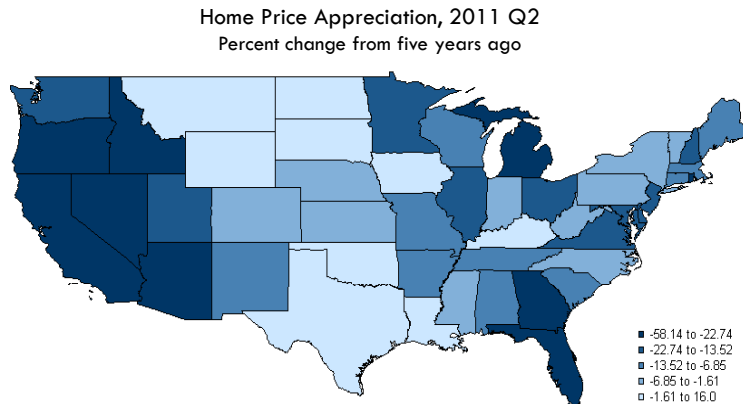 Home Price Appreciation, 2011 Q2
Percent change from five years ago
-58.14 to -22.74
-22.74 to -13.52
-13.52 to -6.85
-6.85 to -1.61
-1.61 to 16.0